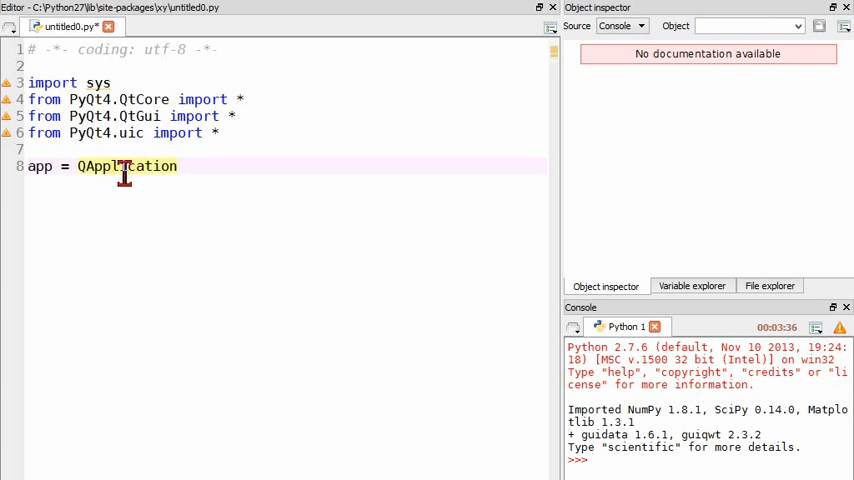 Editor - C:\Python27\lib\site-packages\xy\untitled0.py
untitled0.py*
1 # -*- coding: utf-8 -*-
2
3 import sys
4 from PyQt4.QtCore import *
5 from PyQt4.QtGui import *
6 from PyQt4.uic import *
7
8 app = QApplication
Object inspector
Source Console Object
No documentation available
Object inspector Variable explorer File explorer
Console
Python 1 00:03:36
Python 2.7.6 (default, Nov 10 2013, 19:24:
18) [MSC v.1500 32 bit (Intel)] on win32
Type "help", "copyright", "credits" or "li
cense" for more information.
Imported NumPy 1.8.1, SciPy 0.14.0, Matplo
tlib 1.3.1
+ guidata 1.6.1, guiqwt 2.3.2
Type "scientific" for more details.
>>>